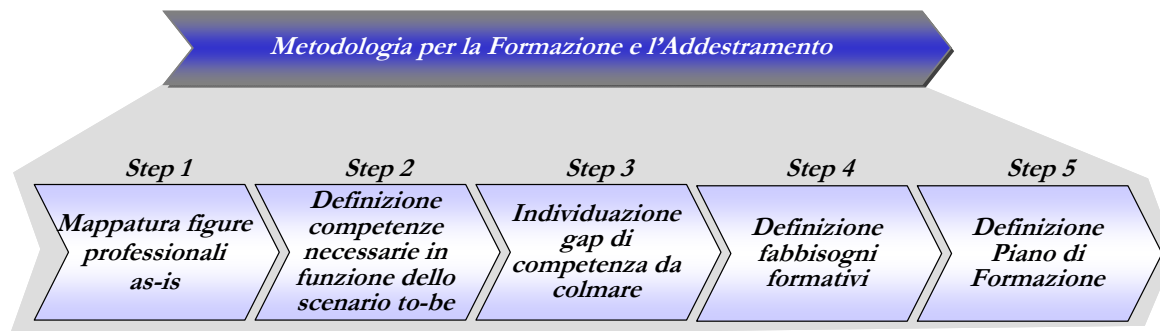 Metodologia per la Formazione e l'Addestramento
Step 1
Mappatura figure
professionali
as-is
Step 2
Definizione
competenze
necessarie in
funzione dello
scenario to-be
Step 3
Individuazione
gap di
competenza da
colmare
Step 4
Definizione
fabbisogni
formativi
Step 5
Definizione
Piano di
Formazione